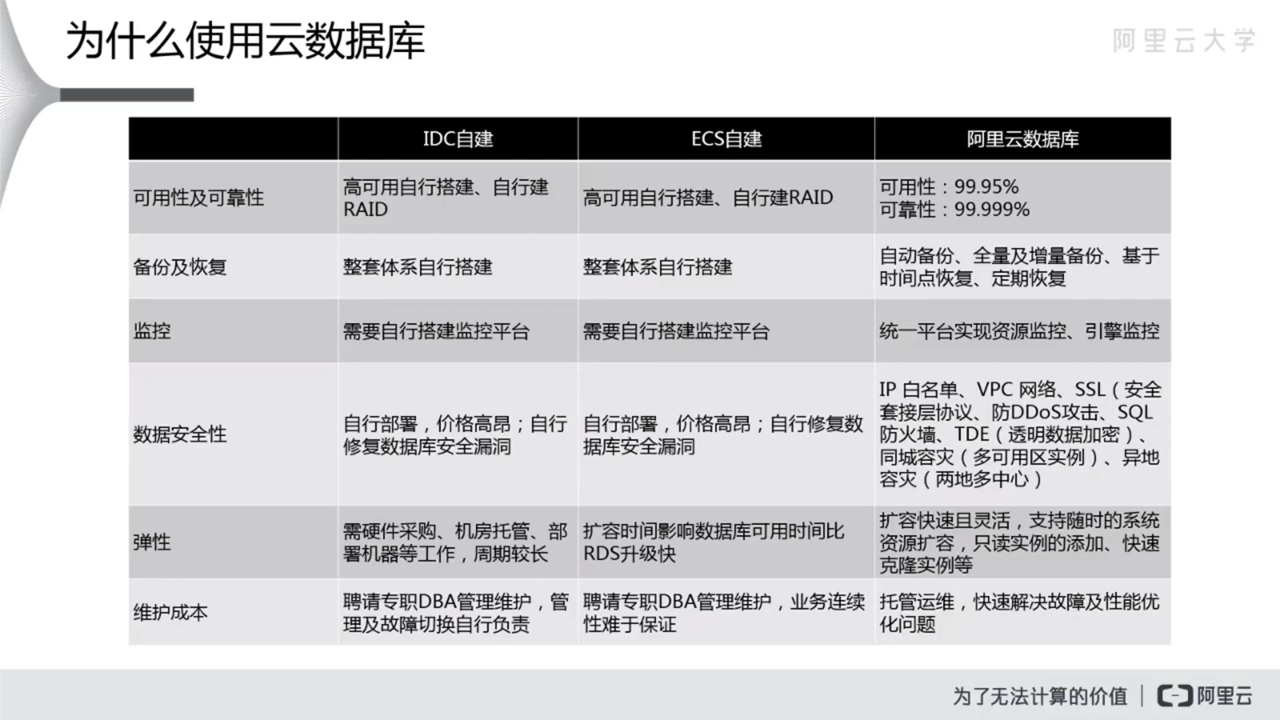 为什么使用云数据库
阿里云大学
IDC自建
ECS自建
阿里云数据库
可用性及可靠性
高可用自行搭建、自行建
RAID
高可用自行搭建、自行建RAID
可用性：99.95%
可靠性：99.999%
备份及恢复
整套体系自行搭建
整套体系自行搭建
自动备份、全量及增量备份、基于
时间点恢复、定期恢复
监控
需要自行搭建监控平台
需要自行搭建监控平台
统一平台实现资源监控、引擎监控
数据安全性
自行部署，价格高昂；自行
修复数据库安全漏洞
自行部署，价格高昂；自行修复数
据库安全漏洞
IP 白名单、VPC 网络、SSL（安全
套接层协议、防DDoS攻击、SQL
防火墙、TDE（透明数据加密）、
同城容灾（多可用区实例）、异地
容灾（两地多中心）
弹性
需硬件采购、机房托管、部
署机器等工作，周期较长
扩容时间影响数据库可用时间比
RDS升级快
扩容快速且灵活，支持随时的系统
资源扩容，只读实例的添加、快速
克隆实例等
维护成本
聘请专职DBA管理维护，管
理及故障切换自行负责
聘请专职DBA管理维护，业务连续
性难于保证
托管运维，快速解决故障及性能优
化问题
为了无法计算的价值 | 阿里云